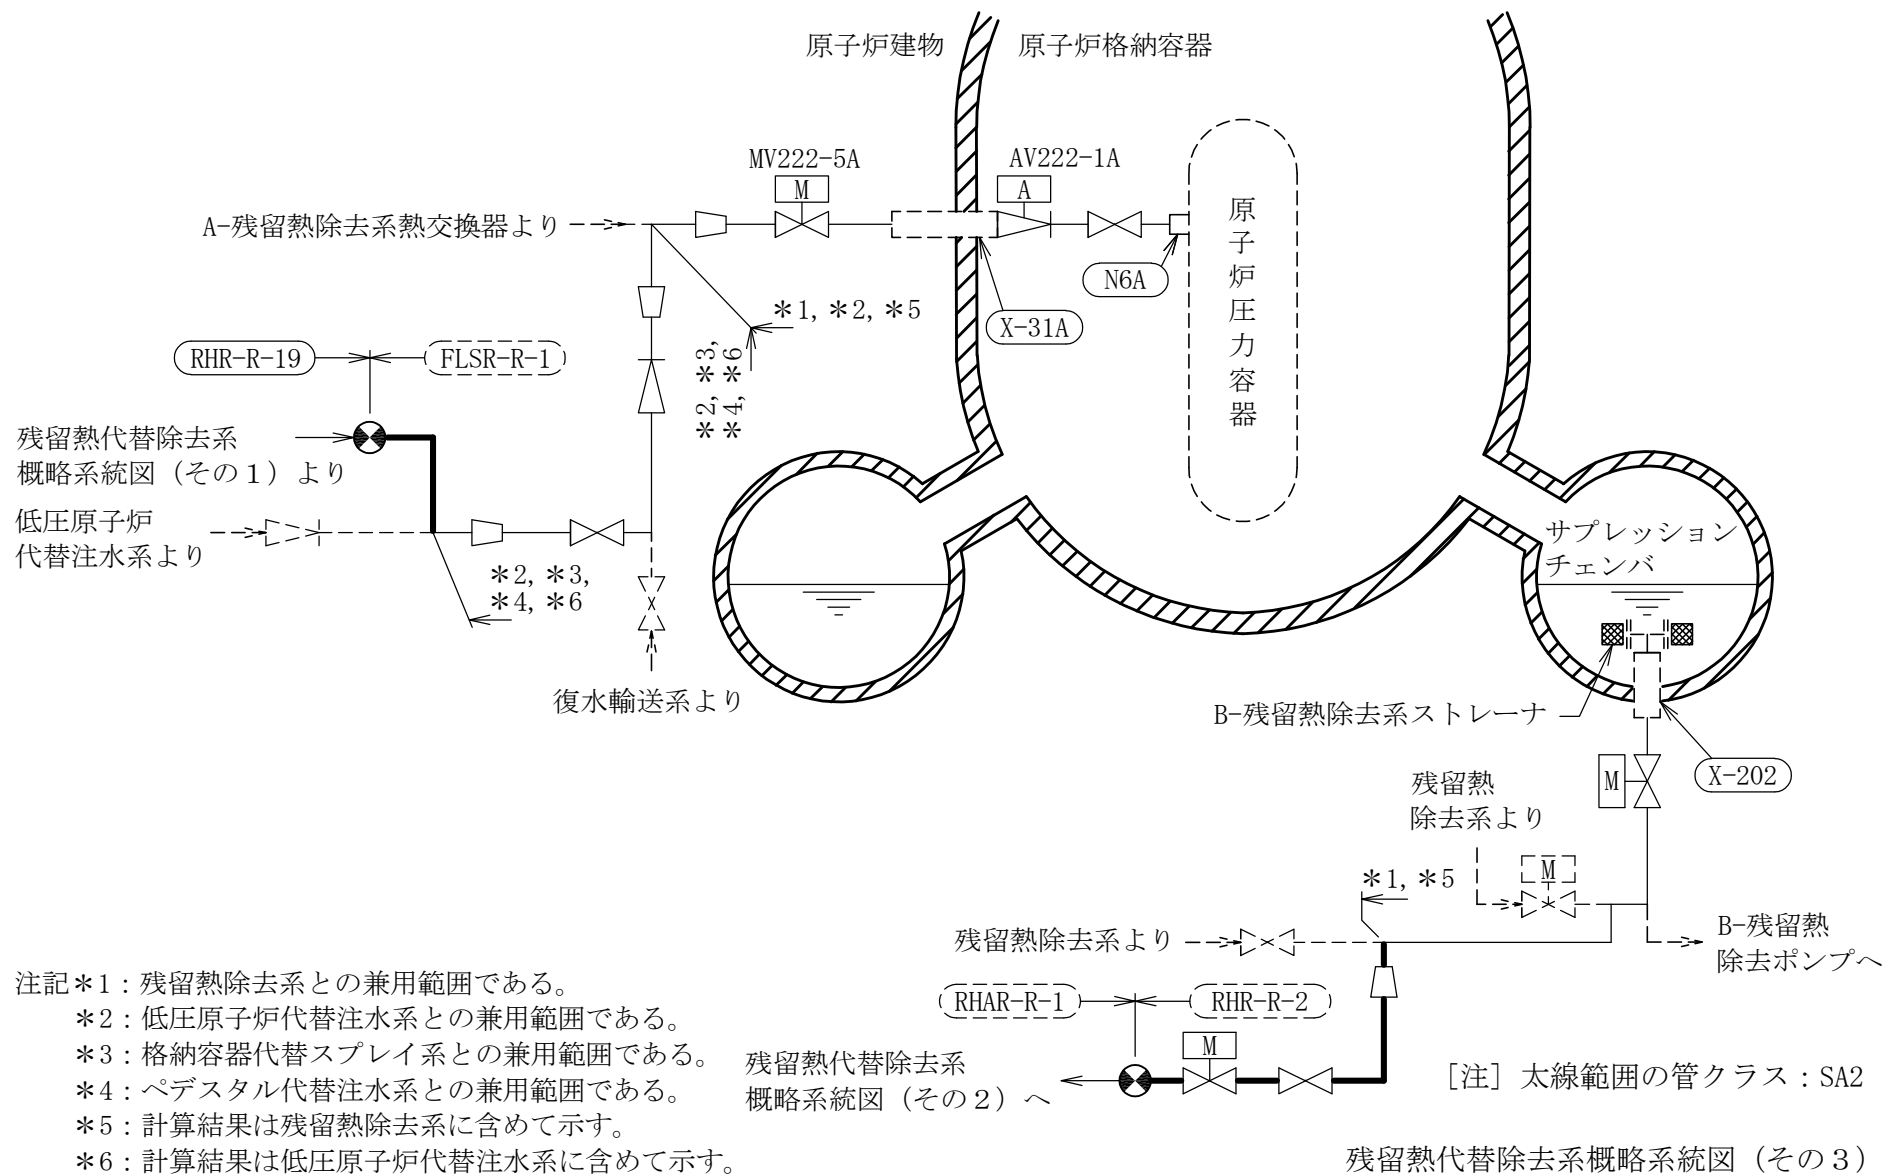 原子炉建物
原子炉格納容器
MV222-5A
M
AV222-1A
A
A-残留熱除去系熱交換器より
原子炉圧力容器
N6A
X-31A
*1, *2, *5
*2, *3,
*4, *6
RHR-R-19
FLSR-R-1
残留熱代替除去系
概略系統図（その１）より
低圧原子炉
代替注水系より
*2, *3,
*4, *6
復水輸送系より
サプレッション
チェンバ
B-残留熱除去系ストレーナ
M
X-202
残留熱
除去系より
M
*1, *5
残留熱除去系より
B-残留熱
除去ポンプへ
RHAR-R-1
RHR-R-2
M
残留熱代替除去系
概略系統図（その２）へ
注記*1：残留熱除去系との兼用範囲である。
*2：低圧原子炉代替注水系との兼用範囲である。
*3：格納容器代替スプレイ系との兼用範囲である。
*4：ペデスタル代替注水系との兼用範囲である。
*5：計算結果は残留熱除去系に含めて示す。
*6：計算結果は低圧原子炉代替注水系に含めて示す。
［注］太線範囲の管クラス：SA2
残留熱代替除去系概略系統図（その３）